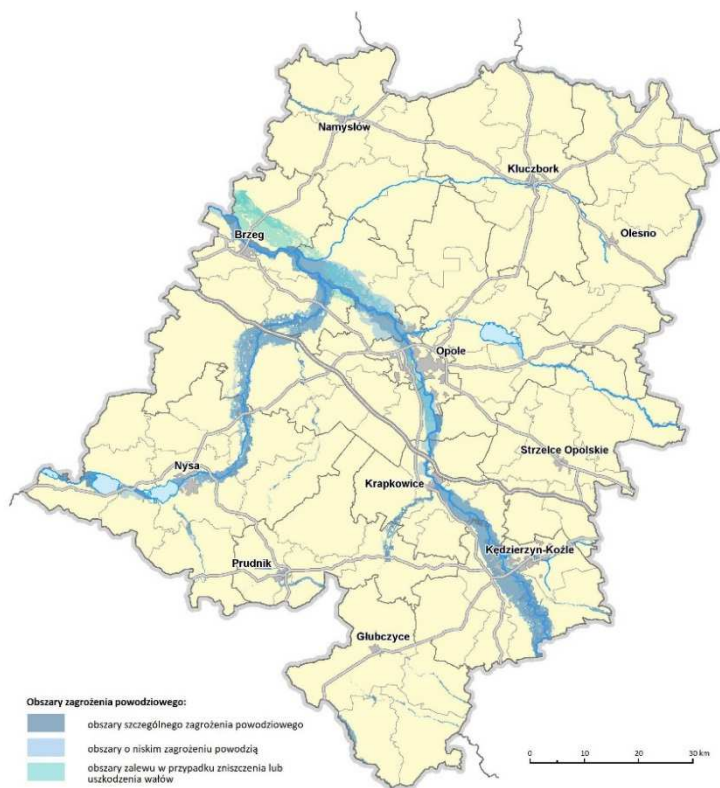 Namysłów
Kluczbork
Olesno
Brzeg
Opole
Strzelce Opolskie
Nysa
Krapkowice
Kędzierzyn-Koźle
Prudnik
Głubczyce
Obszary zagrożenia powodziowego:
obszary szczególnego zagrożenia powodziowego
obszary o niskim zagrożeniu powodzią
obszary zalewu w przypadku zniszczenia lub
uszkodzenia wałów
0 10 20 30 km